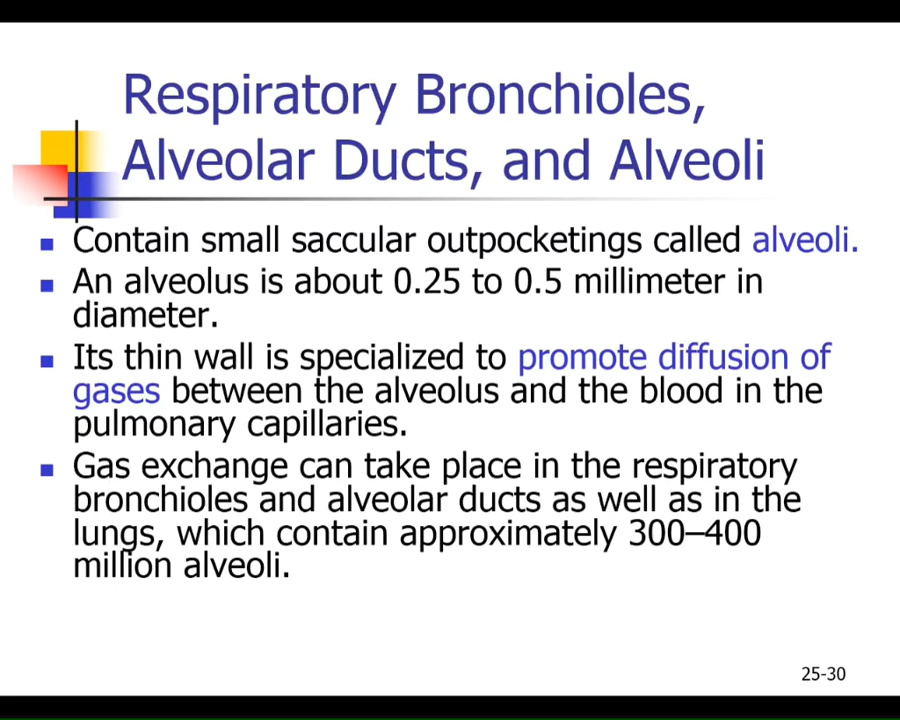 Respiratory Bronchioles,
Alveolar Ducts, and Alveoli
Contain small saccular outpocketings called alveoli.
An alveolus is about 0.25 to 0.5 millimeter in
diameter.
Its thin wall is specialized to promote diffusion of
gases between the alveolus and the blood in the
pulmonary capillaries.
Gas exchange can take place in the respiratory
bronchioles and alveolar ducts as well as in the
lungs, which contain approximately 300–400
million alveoli.
25-30